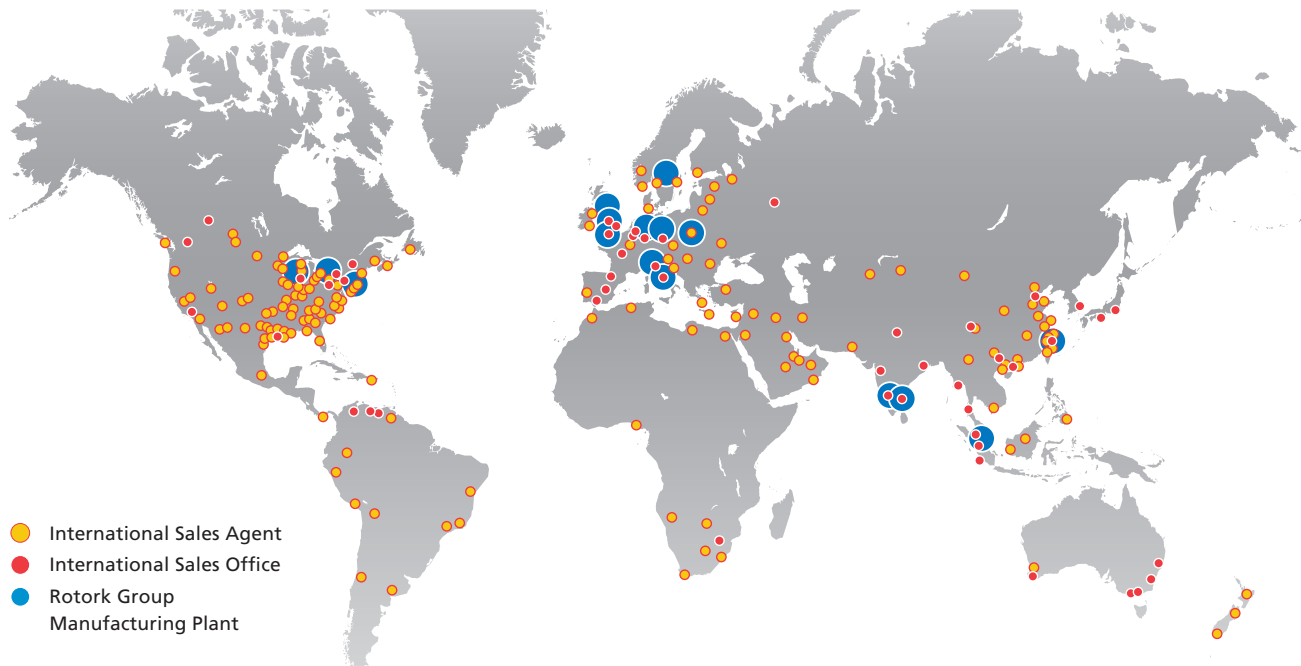 International Sales Agent
International Sales Office
Rotork Group
Manufacturing Plant